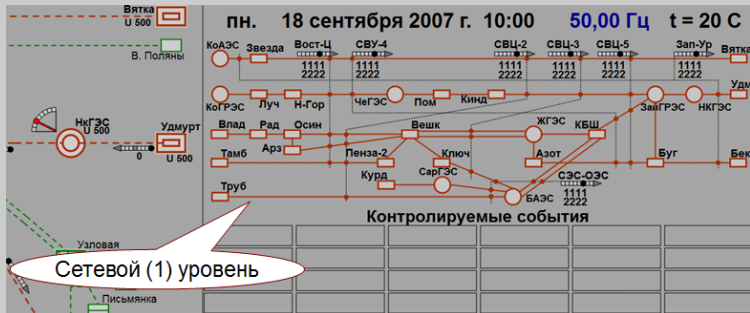 Вятка
U 500
В. Поляны
НкГЭС
U 500
Удмурт
U 500
0
Узловая
Письмянка
Сетевой (1) уровень
пн. 18 сентября 2007 г. 10:00 50,00 Гц t = 20 C
КоАЭС Звезда Вост-Ц СВУ-4 СВЦ-2 СВЦ-3 СВЦ-5 Зап-Ур Вятка
1111 1111 1111 1111 1111 1111
2222 2222 2222 2222 2222 2222
КоГРЭС Луч Н-Гор ЧеГЭС Пом Кинд ЗаиГРЭС НКГЭС Удм
Влад Рад Осин Вешк ЖГЭС КБШ
Арз
Тамб Пенза-2 Ключ Азот Буг Бек
Курд СарГЭС СЭС-ОЭС
1111
2222
Труб БАЭС
Контролируемые события